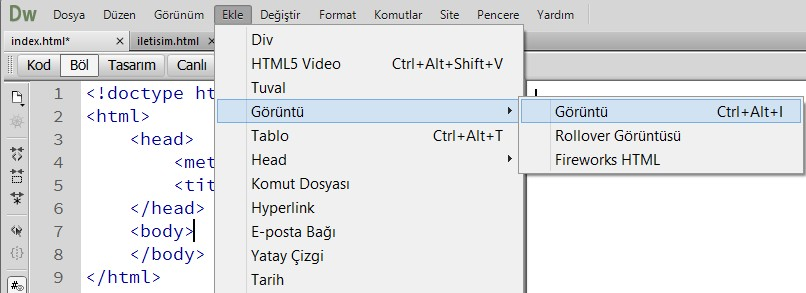 Dw Dosya Düzen Görünüm Ekle Değiştir Format Komutlar Site Pencere Yardım
index.html* × iletisim.html
Kod Böl Tasarım Canlı
Div
HTML5 Video Ctrl+Alt+Shift+V
Tuval
Görüntü
Tablo Ctrl+Alt+T
Head
Komut Dosyası
Hyperlink
E-posta Bağı
Yatay Çizgi
Tarih
Görüntü Ctrl+Alt+I
Rollover Görüntüsü
Fireworks HTML
1 <!doctype ht
2 <html>
3 <head>
4 <met
5 <tit
6 </head>
7 <body>
8 </body>
9 </html>